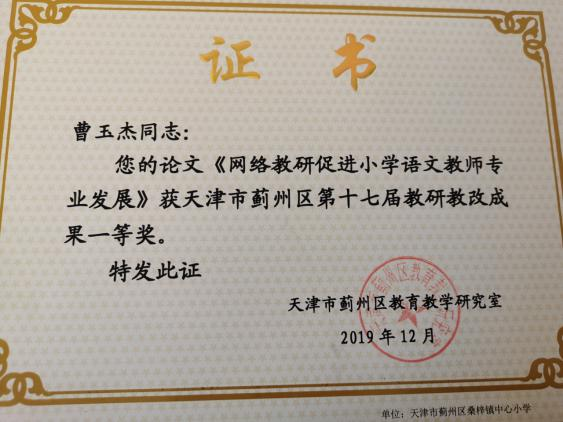 证书
曹玉杰同志：
您的论文《网络教研促进小学语文教师专
业发展》获天津市蓟州区第十七届教研教改成
果一等奖。
特发此证
天津市蓟州区教育教学研究室
2019年12月
单位：天津市蓟州区桑梓镇中心小学